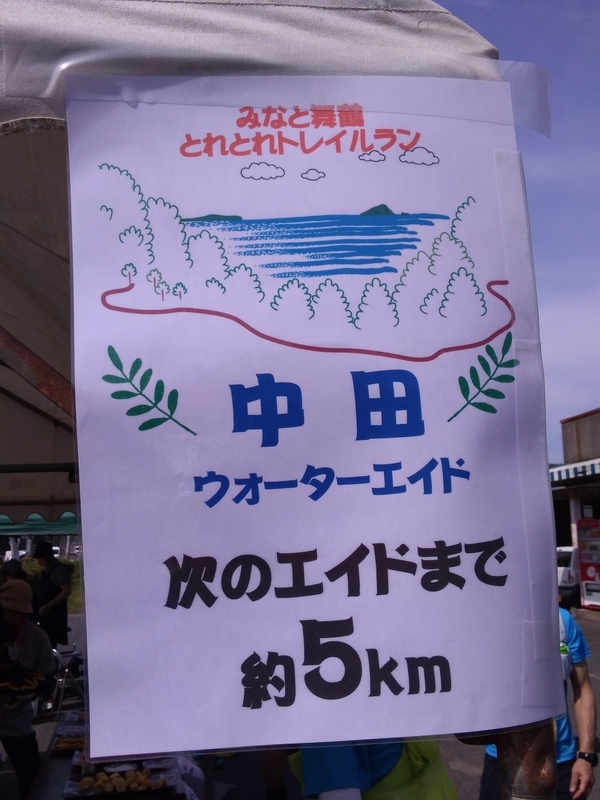 みなと舞鶴
とれとれトレイルラン
中田
ウォーターエイド
次のエイドまで
約5km